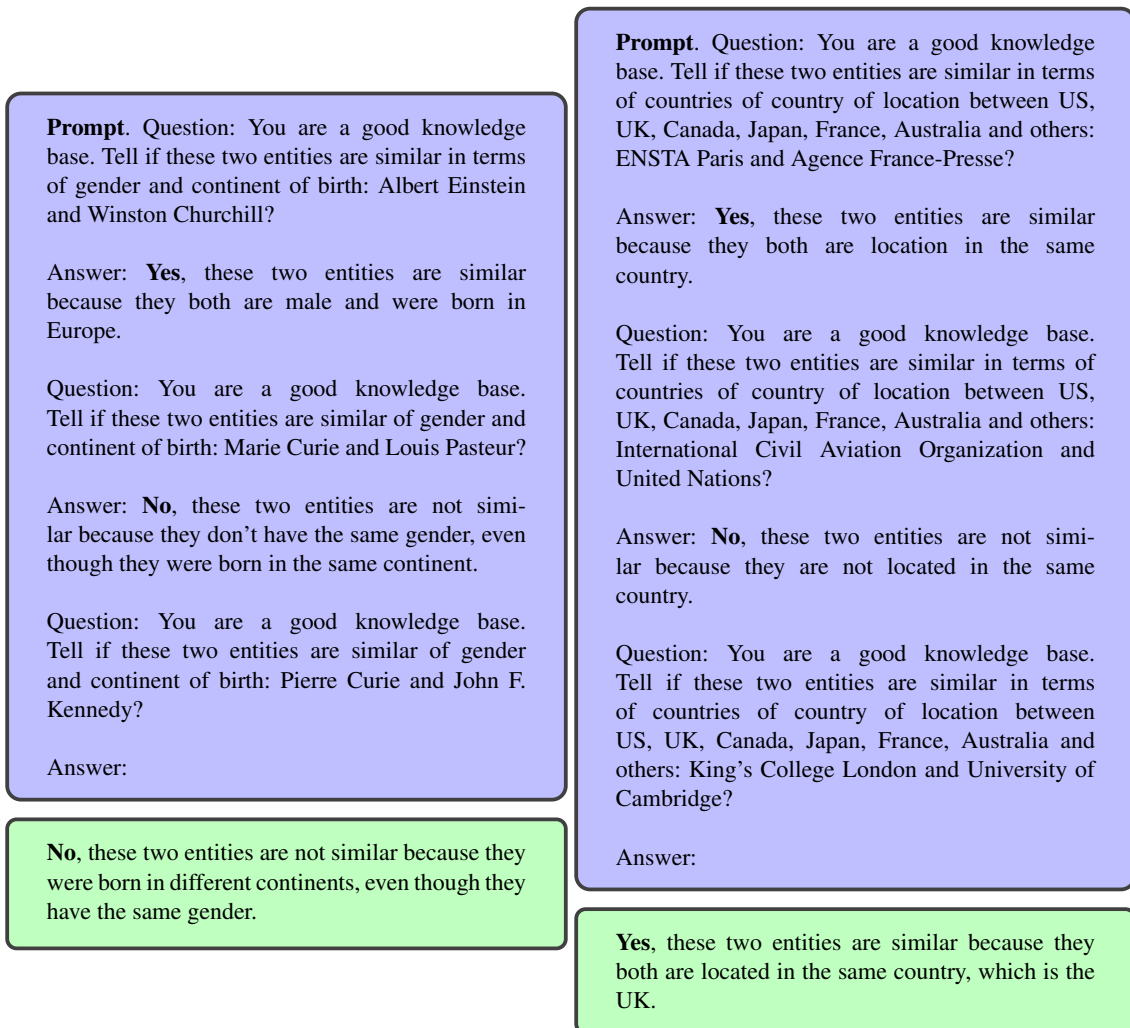 Prompt. Question: You are a good knowledge
base. Tell if these two entities are similar in terms
of gender and continent of birth: Albert Einstein
and Winston Churchill?
Answer: Yes, these two entities are similar
because they both are male and were born in
Europe.
Question: You are a good knowledge base.
Tell if these two entities are similar of gender and
continent of birth: Marie Curie and Louis Pasteur?
Answer: No, these two entities are not simi-
lar because they don't have the same gender, even
though they were born in the same continent.
Question: You are a good knowledge base.
Tell if these two entities are similar of gender
and continent of birth: Pierre Curie and John F.
Kennedy?
Answer:
No, these two entities are not similar because they
were born in different continents, even though they
have the same gender.
Prompt. Question: You are a good knowledge
base. Tell if these two entities are similar in terms
of countries of country of location between US,
UK, Canada, Japan, France, Australia and others:
ENSTA Paris and Agence France-Presse?
Answer: Yes, these two entities are similar
because they both are location in the same
country.
Question: You are a good knowledge base.
Tell if these two entities are similar in terms of
countries of country of location between US,
UK, Canada, Japan, France, Australia and others:
International Civil Aviation Organization and
United Nations?
Answer: No, these two entities are not simi-
lar because they are not located in the same
country.
Question: You are a good knowledge base.
Tell if these two entities are similar in terms
of countries of country of location between
US, UK, Canada, Japan, France, Australia and
others: King's College London and University of
Cambridge?
Answer:
Yes, these two entities are similar because they
both are located in the same country, which is the
UK.